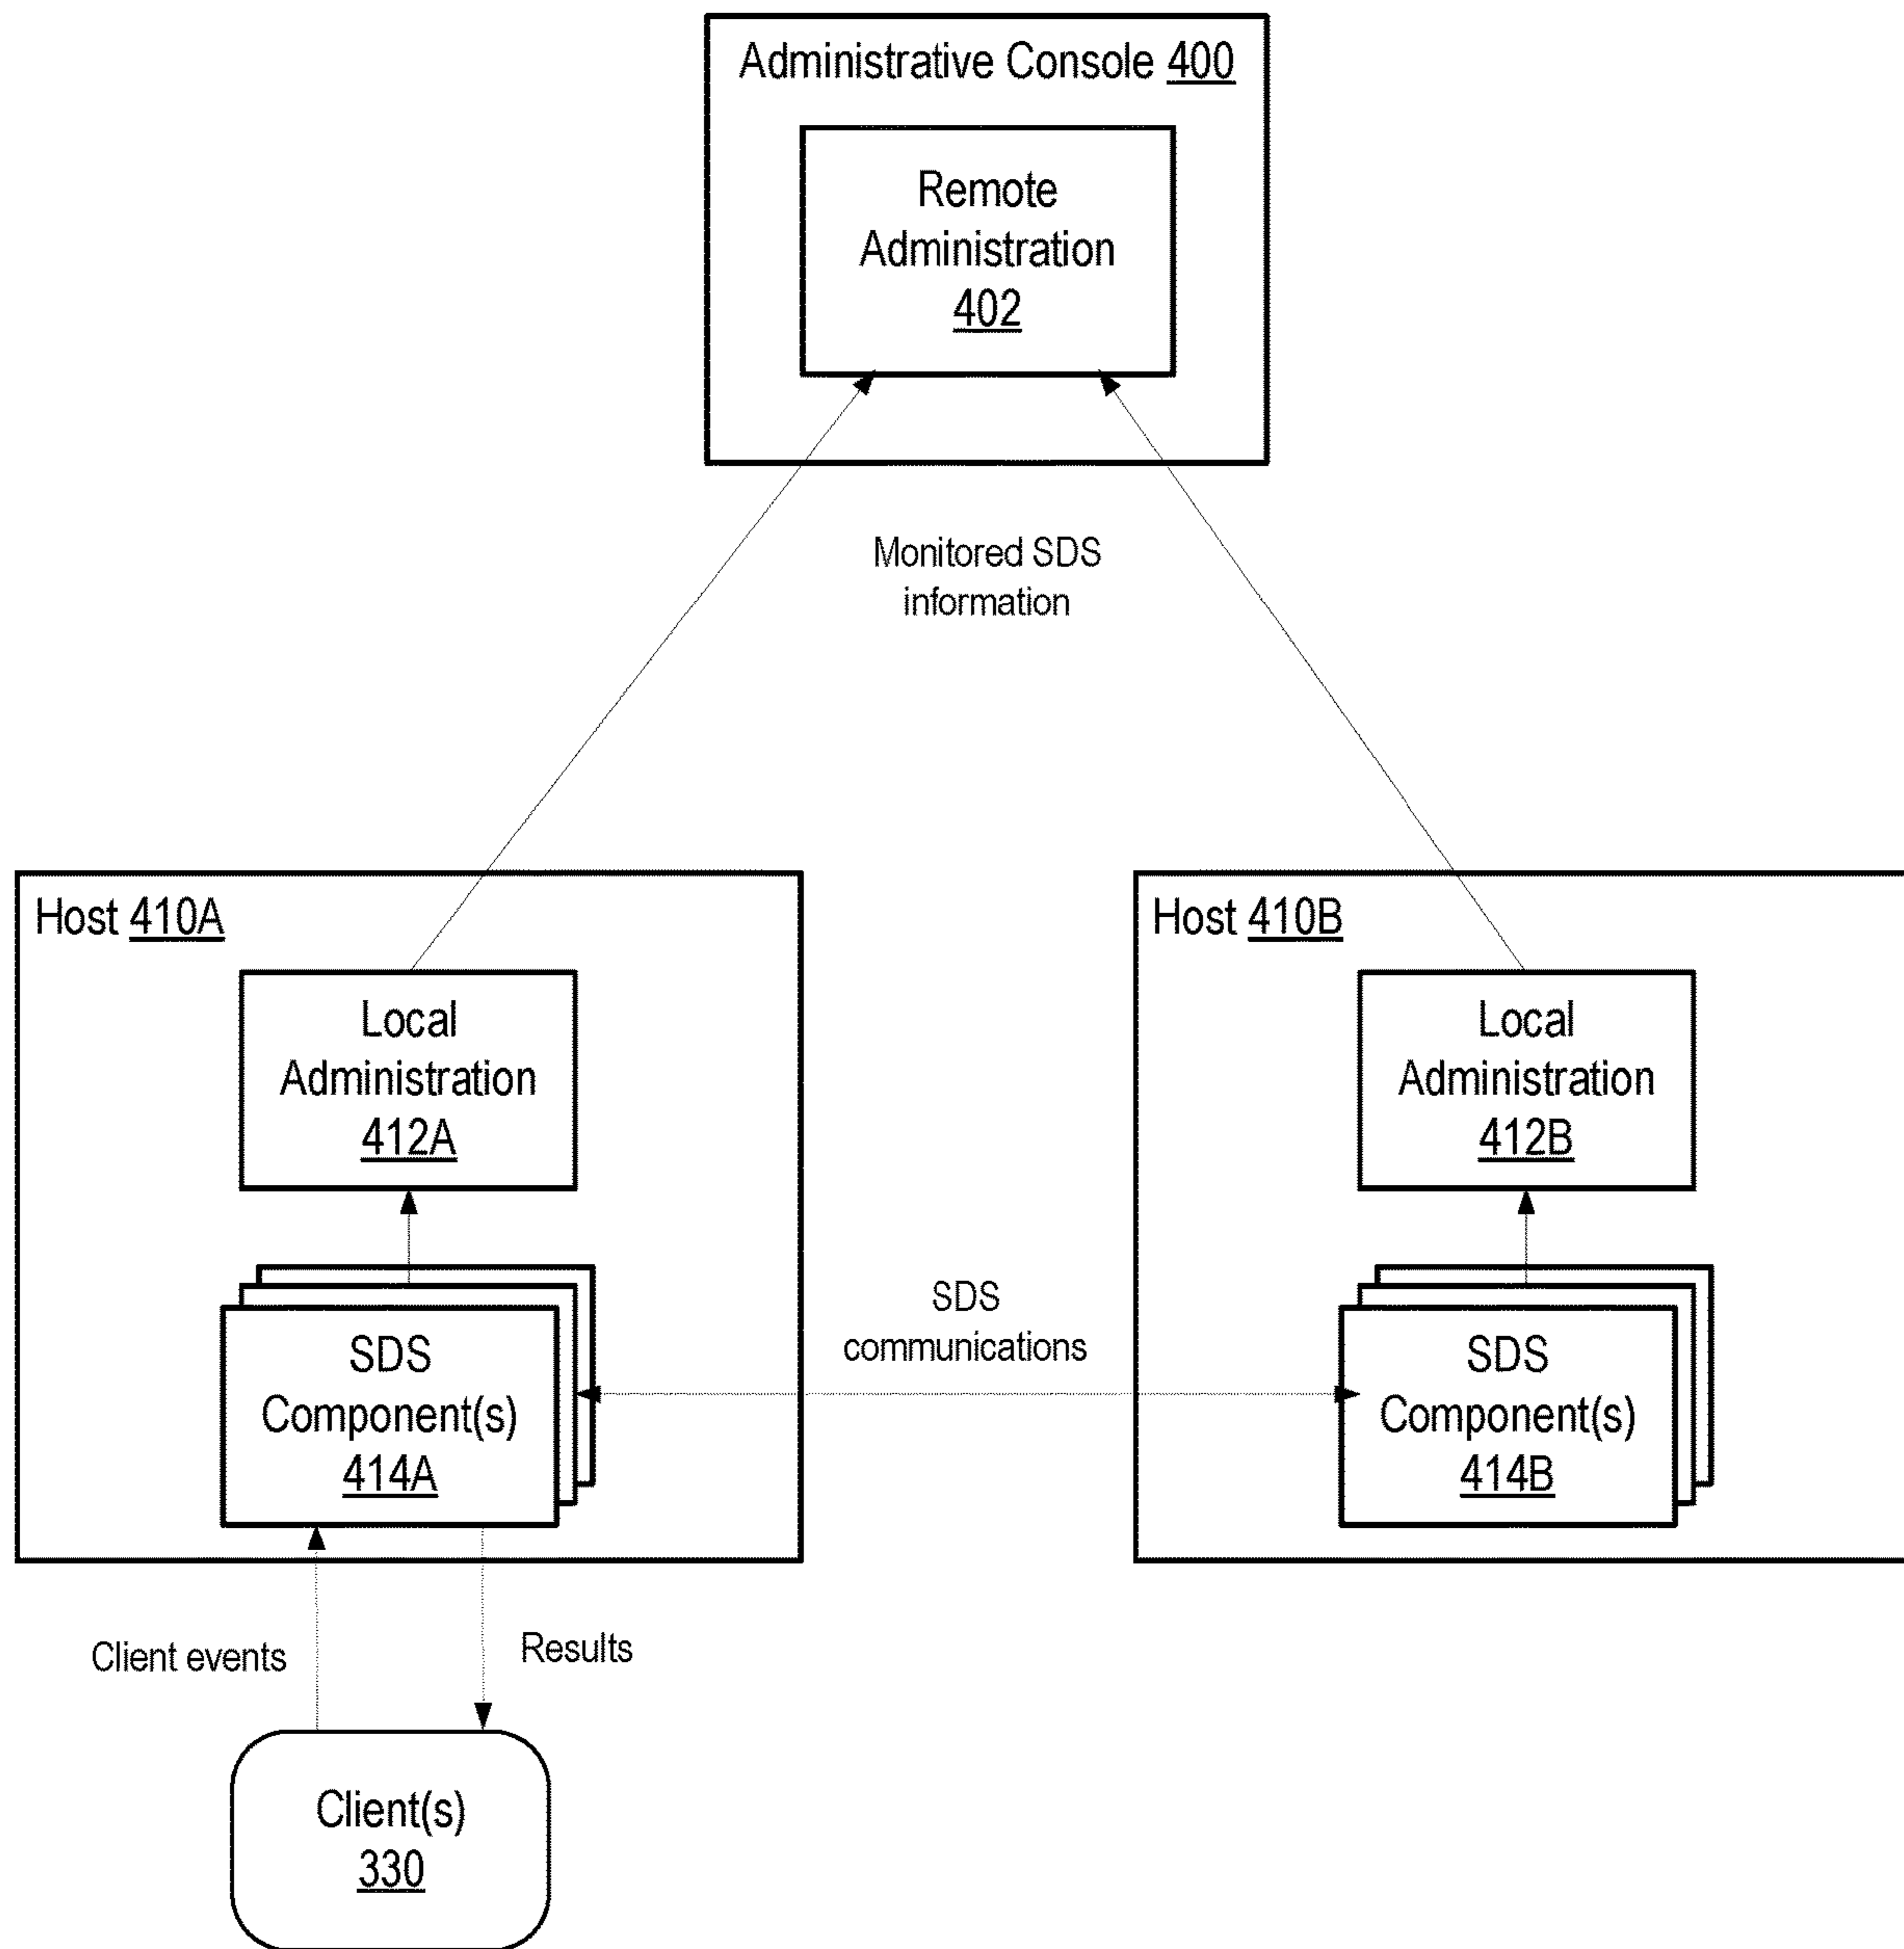 Administrative Console 400
Remote
Administration
402
Monitored SDS
information
Host 410A
Local
Administration
412A
SDS
Component(s)
414A
SDS
communications
Host 410B
Local
Administration
412B
SDS
Component(s)
414B
Client events
Results
Client(s)
330